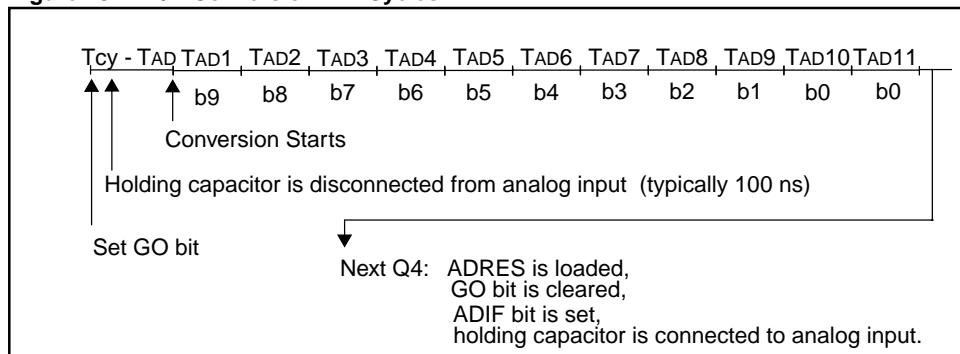 Tcy - TAD TAD1 TAD2 TAD3 TAD4 TAD5 TAD6 TAD7 TAD8 TAD9 TAD10 TAD11
b9 b8 b7 b6 b5 b4 b3 b2 b1 b0 b0
Conversion Starts
Holding capacitor is disconnected from analog input (typically 100 ns)
Set GO bit
Next Q4: ADRES is loaded,
GO bit is cleared,
ADIF bit is set,
holding capacitor is connected to analog input.